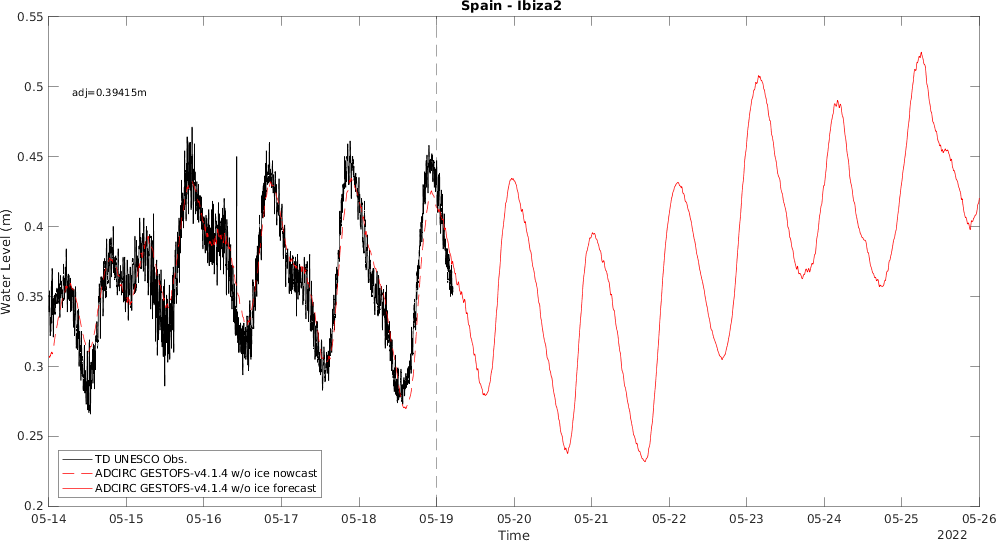 Spain - Ibiza2
0.55
0.5
0.45
0.4
0.35
0.3
0.25
0.2
Water Level (m)
adj=0.39415m
TD UNESCO Obs.
ADCIRC GESTOFS-v4.1.4 w/o ice nowcast
ADCIRC GESTOFS-v4.1.4 w/o ice forecast
05-14 05-15 05-16 05-17 05-18 05-19 05-20 05-21 05-22 05-23 05-24 05-25 05-26
Time
2022